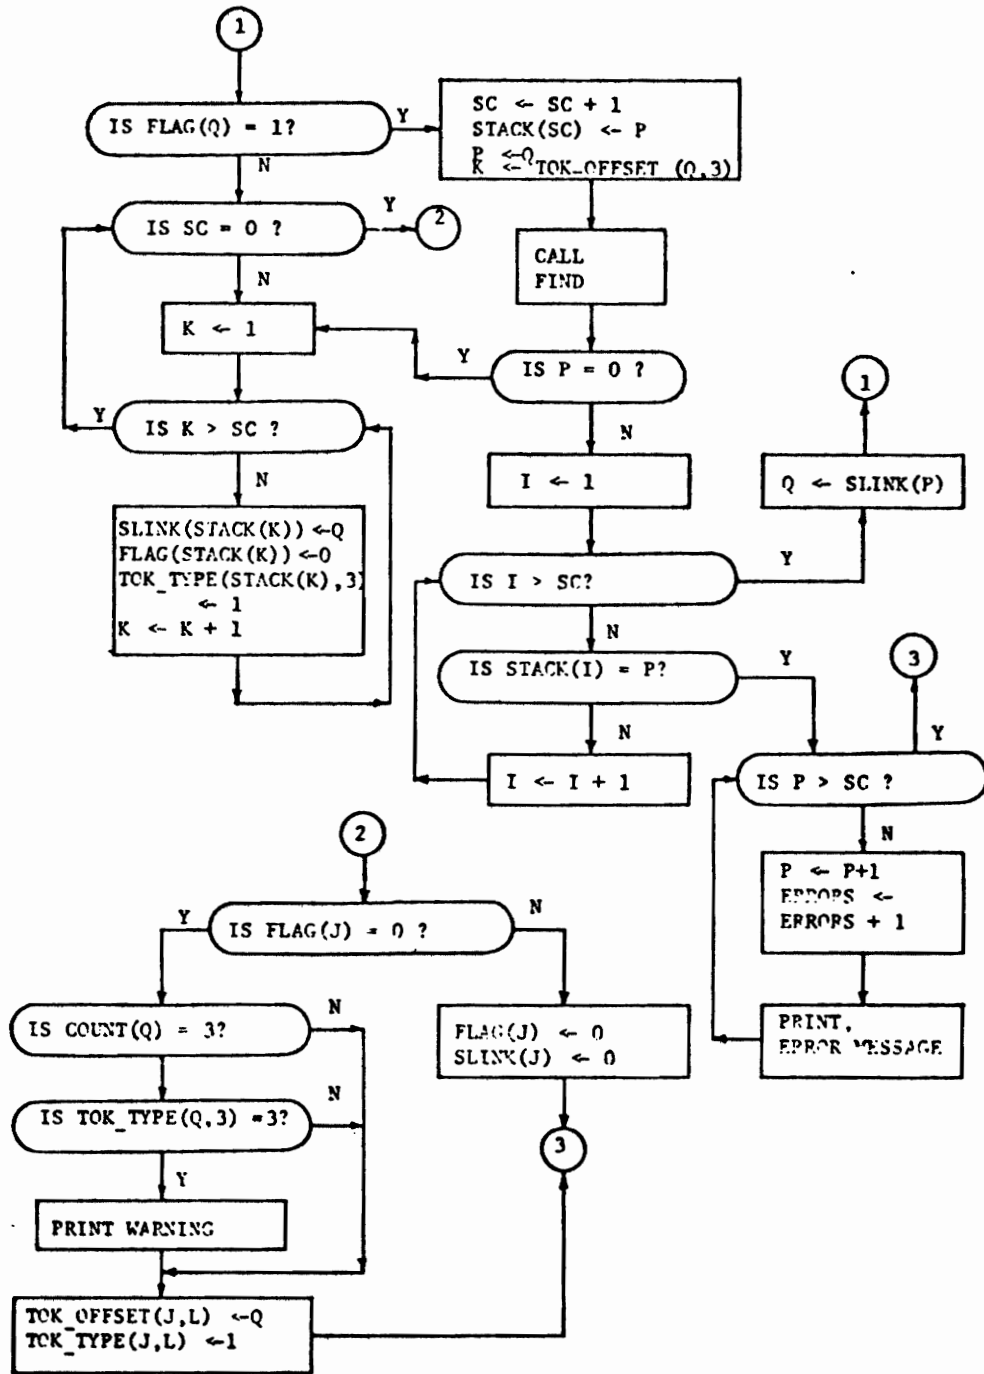 1
IS FLAG(Q) = 1?
Y
N
SC <- SC + 1
STACK(SC) <- P
P <-Q
K <- TOK_OFFSET (Q,3)
IS SC = 0 ?
Y
2
N
CALL
FIND
K <- 1
Y
IS P = 0 ?
N
1
Y
IS K > SC ?
N
I <- 1
Q <- SLINK(P)
SLINK(STACK(K)) <-Q
FLAG(STACK(K)) <-0
TOK_TYPE(STACK(K),3)
<- 1
K <- K + 1
IS I > SC?
Y
N
IS STACK(I) = P?
Y
3
N
Y
I <- I + 1
IS P > SC ?
N
P <- P+1
ERRORS <-
ERRORS + 1
PRINT,
ERROR MESSAGE
2
Y
IS FLAG(J) = 0 ?
N
IS COUNT(Q) = 3?
N
FLAG(J) <- 0
SLINK(J) <- 0
IS TOK_TYPE(Q,3) =3?
N
3
Y
PRINT WARNING
TOK_OFFSET(J,L) <-Q
TOK_TYPE(J,L) <-1